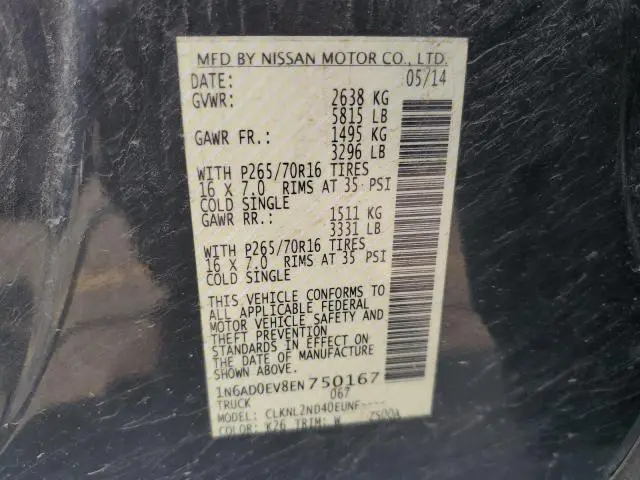 MFD BY NISSAN MOTOR CO., LTD.
DATE: 05/14
GVWR: 2638 KG
5815 LB
GAWR FR.: 1495 KG
3296 LB
WITH P265/70R16 TIRES
16 X 7.0 RIMS AT 35 PSI
COLD SINGLE
GAWR RR.: 1511 KG
3331 LB
WITH P265/70R16 TIRES
16 X 7.0 RIMS AT 35 PSI
COLD SINGLE
THIS VEHICLE CONFORMS TO
ALL APPLICABLE FEDERAL
MOTOR VEHICLE SAFETY AND
THEFT PREVENTION
STANDARDS IN EFFECT ON
THE DATE OF MANUFACTURE
SHOWN ABOVE.
1N6AD0EV8EN 750167
TRUCK 067
MODEL: CLKNL2ND40EUNF----
COLOR: K26 TRIM: W ZS00A